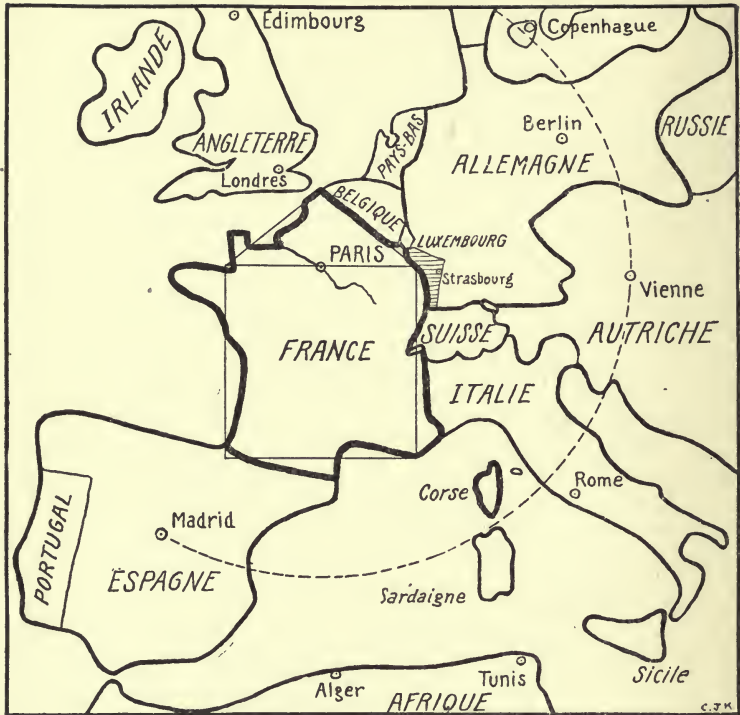 Édimbourg
Copenhague
IRLANDE
ANGLETERRE
Londres
PAYS-BAS
Berlin
ALLEMAGNE
RUSSIE
BELGIQUE
LUXEMBOURG
PARIS
Strasbourg
Vienne
FRANCE
SUISSE
AUTRICHE
ITALIE
Corse
Rome
PORTUGAL
Madrid
ESPAGNE
Sardaigne
Sicile
Alger
Tunis
AFRIQUE
C.J.K.